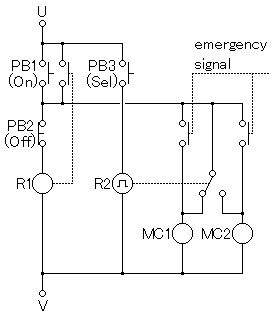 U
emergency
signal
PB1
(On)
PB3
(Sel)
PB2
(Off)
R1
R2
MC1
MC2
V